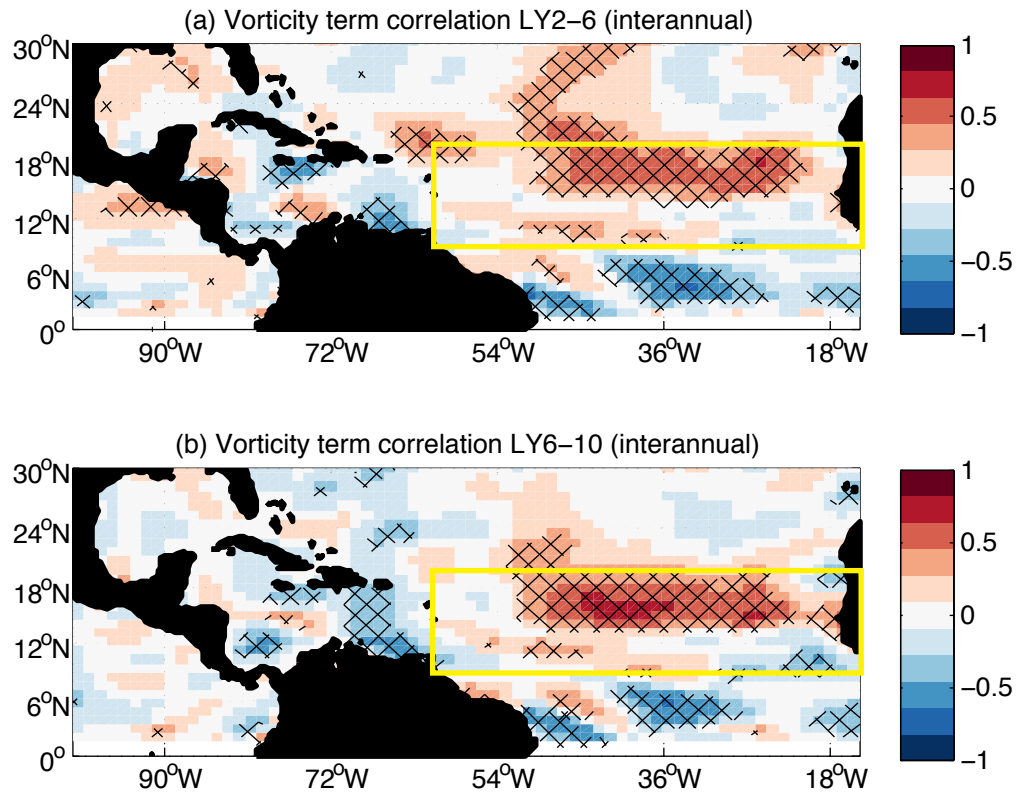 (a) Vorticity term correlation LY2−6 (interannual)
30°N
24°N
18°N
12°N
6°N
0°
90°W 72°W 54°W 36°W 18°W
1
0.5
0
−0.5
−1
(b) Vorticity term correlation LY6−10 (interannual)
30°N
24°N
18°N
12°N
6°N
0°
90°W 72°W 54°W 36°W 18°W
1
0.5
0
−0.5
−1